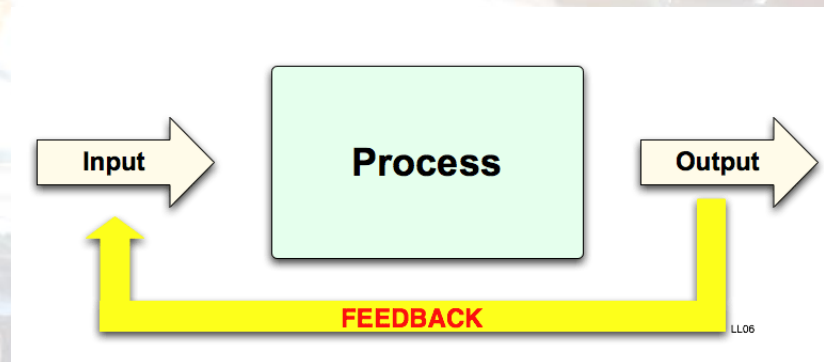 Input
Process
Output
FEEDBACK
LL06